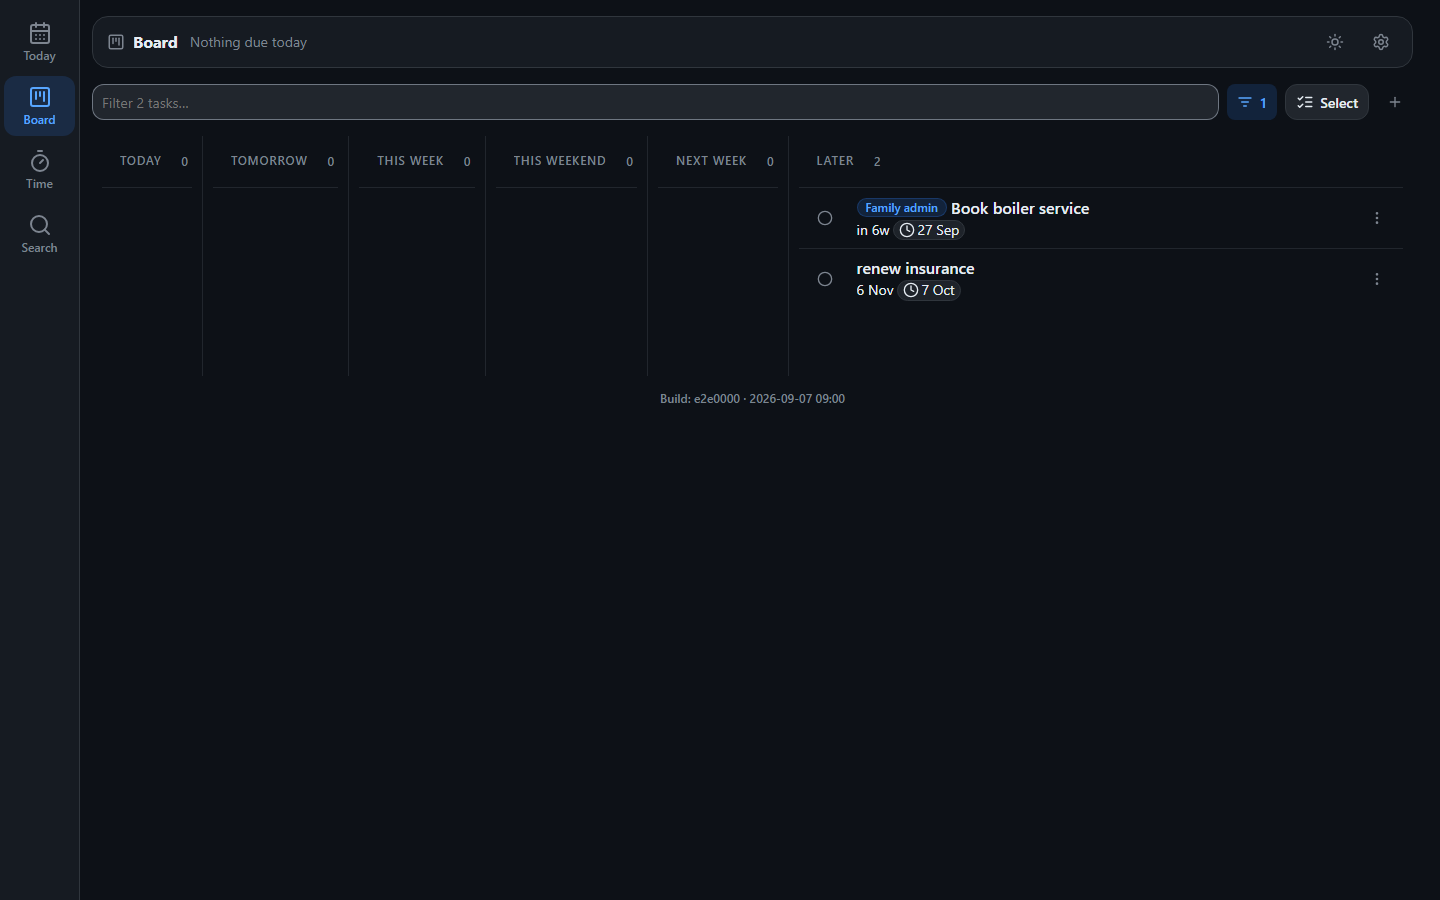 Today
Board
Time
Search
Board Nothing due today
Filter 2 tasks...
1
Select
TODAY 0
TOMORROW 0
THIS WEEK 0
THIS WEEKEND 0
NEXT WEEK 0
LATER 2
Family admin Book boiler service
in 6w 27 Sep
renew insurance
6 Nov 7 Oct
Build: e2e0000 · 2026-09-07 09:00